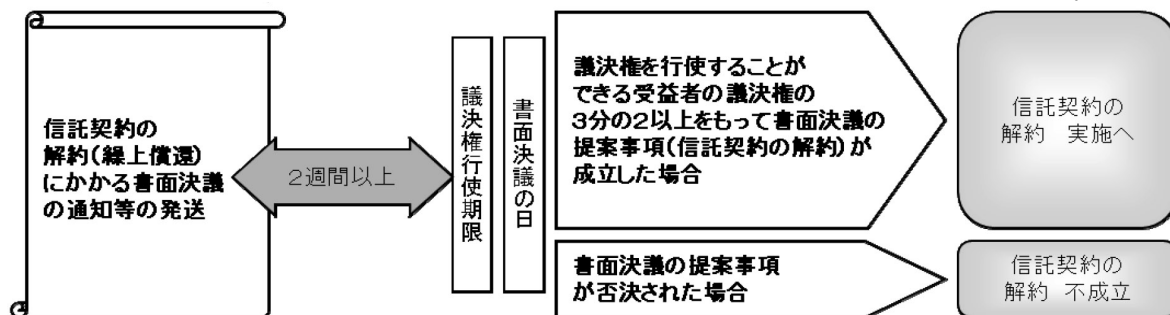 信託契約の
解約(繰上償還)
にかかる書面決議
の通知等の発送
2週間以上
議決権行使期限
書面決議の日
議決権を行使することが
できる受益者の議決権の
3分の2以上をもって書面決議の
提案事項(信託契約の解約)が
成立した場合
信託契約の
解約 実施へ
書面決議の提案事項
が否決された場合
信託契約の
解約 不成立